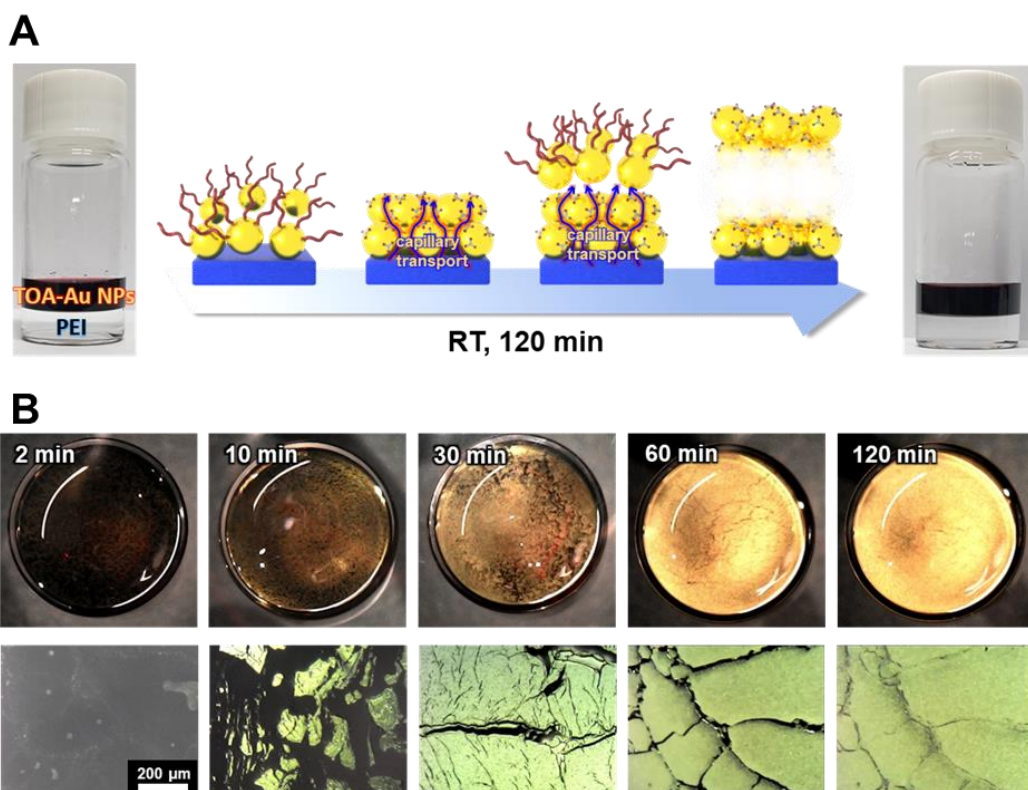 A
TOA-Au NPs
PEI
capillary
transport
capillary
transport
RT, 120 min
B
2 min
10 min
30 min
60 min
120 min
200 µm